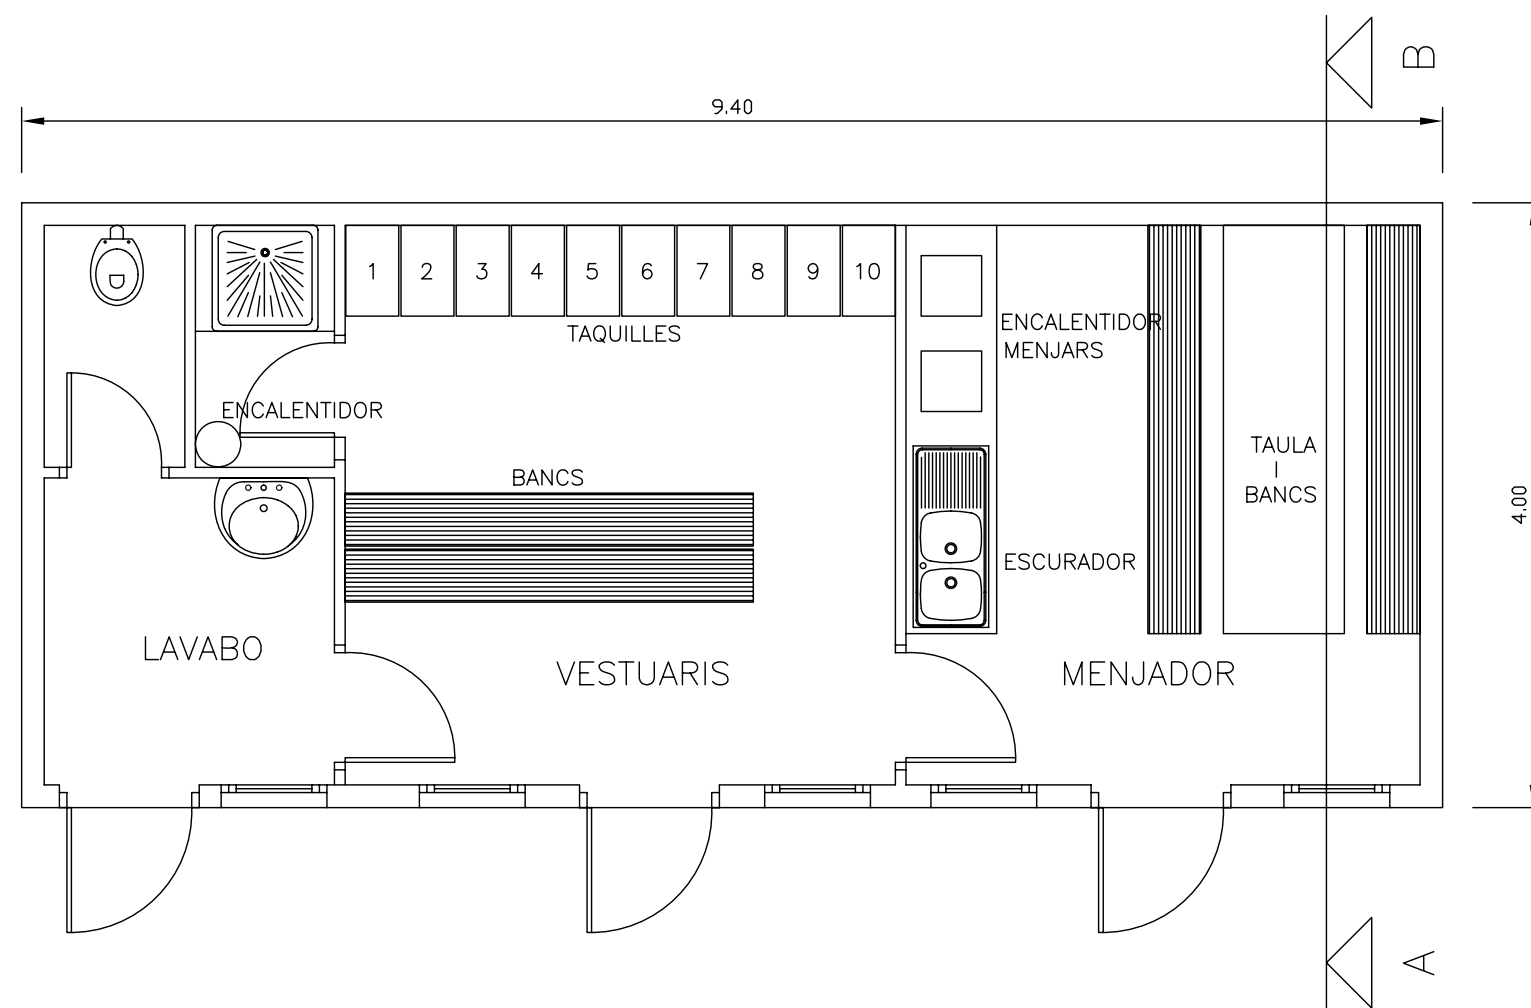 B
9.40
1 2 3 4 5 6 7 8 9 10
TAQUILLES
ENCALENTIDOR
MENJARS
ENCALENTIDOR
TAULA
I
BANCS
BANCS
4.00
ESCURADOR
LAVABO
VESTUARIS
MENJADOR
A